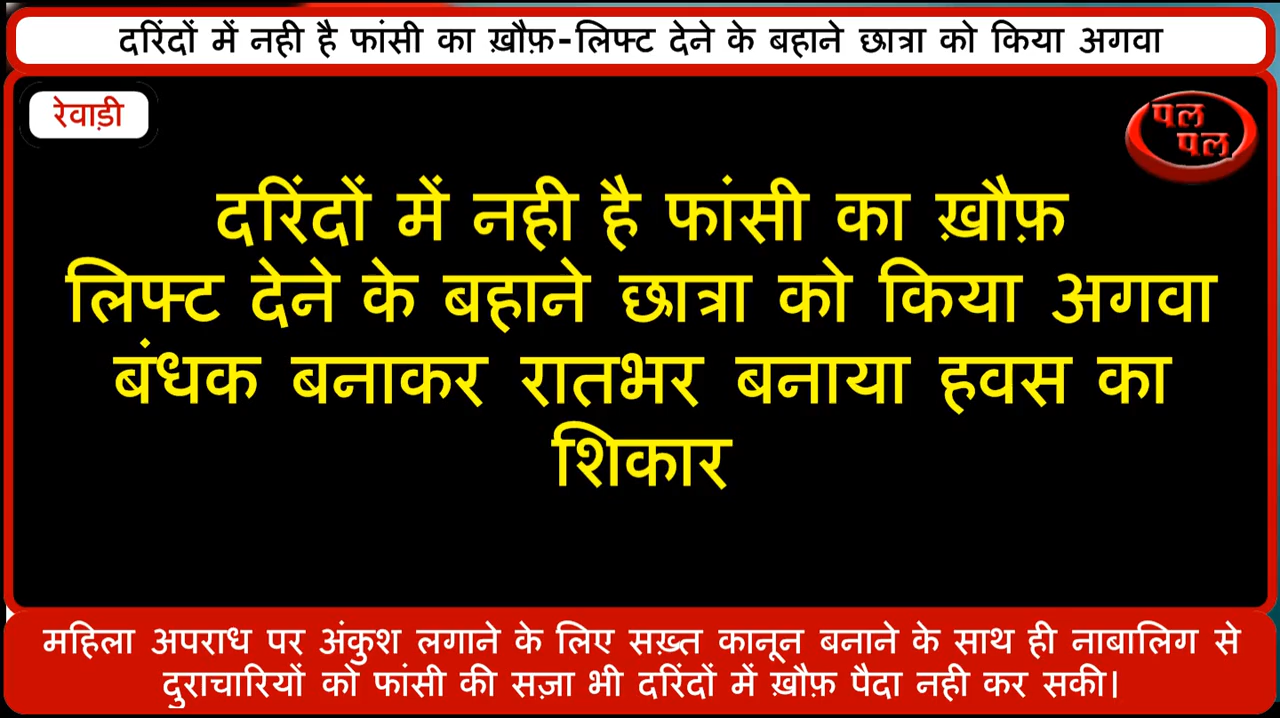 दरिंदों में नही है फांसी का ख़ौफ़-लिफ्ट देने के बहाने छात्रा को किया अगवा
रेवाड़ी
पल
पल
दरिंदों में नही है फांसी का ख़ौफ़
लिफ्ट देने के बहाने छात्रा को किया अगवा
बंधक बनाकर रातभर बनाया हवस का
शिकार
महिला अपराध पर अंकुश लगाने के लिए सख़्त कानून बनाने के साथ ही नाबालिग से
दुराचारियों को फांसी की सज़ा भी दरिंदों में ख़ौफ़ पैदा नही कर सकी।